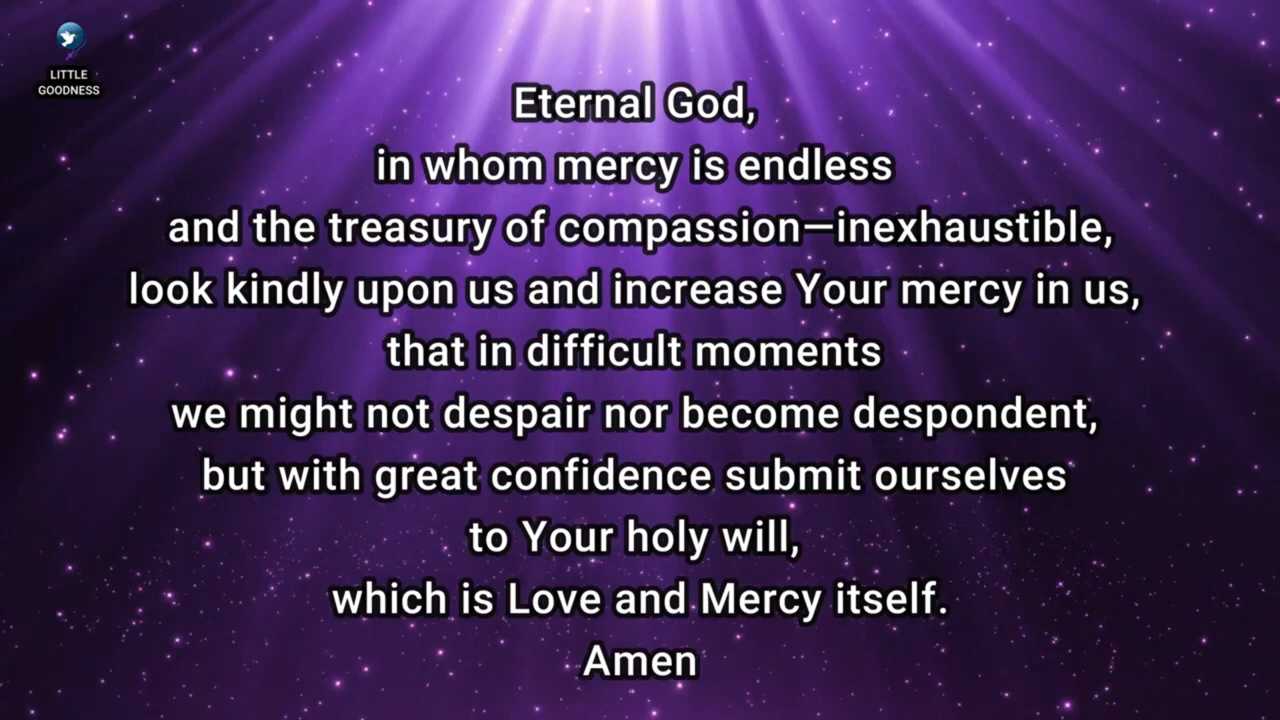 LITTLE
GOODNESS
Eternal God,
in whom mercy is endless
and the treasury of compassion—inexhaustible,
look kindly upon us and increase Your mercy in us,
that in difficult moments
we might not despair nor become despondent,
but with great confidence submit ourselves
to Your holy will,
which is Love and Mercy itself.
Amen